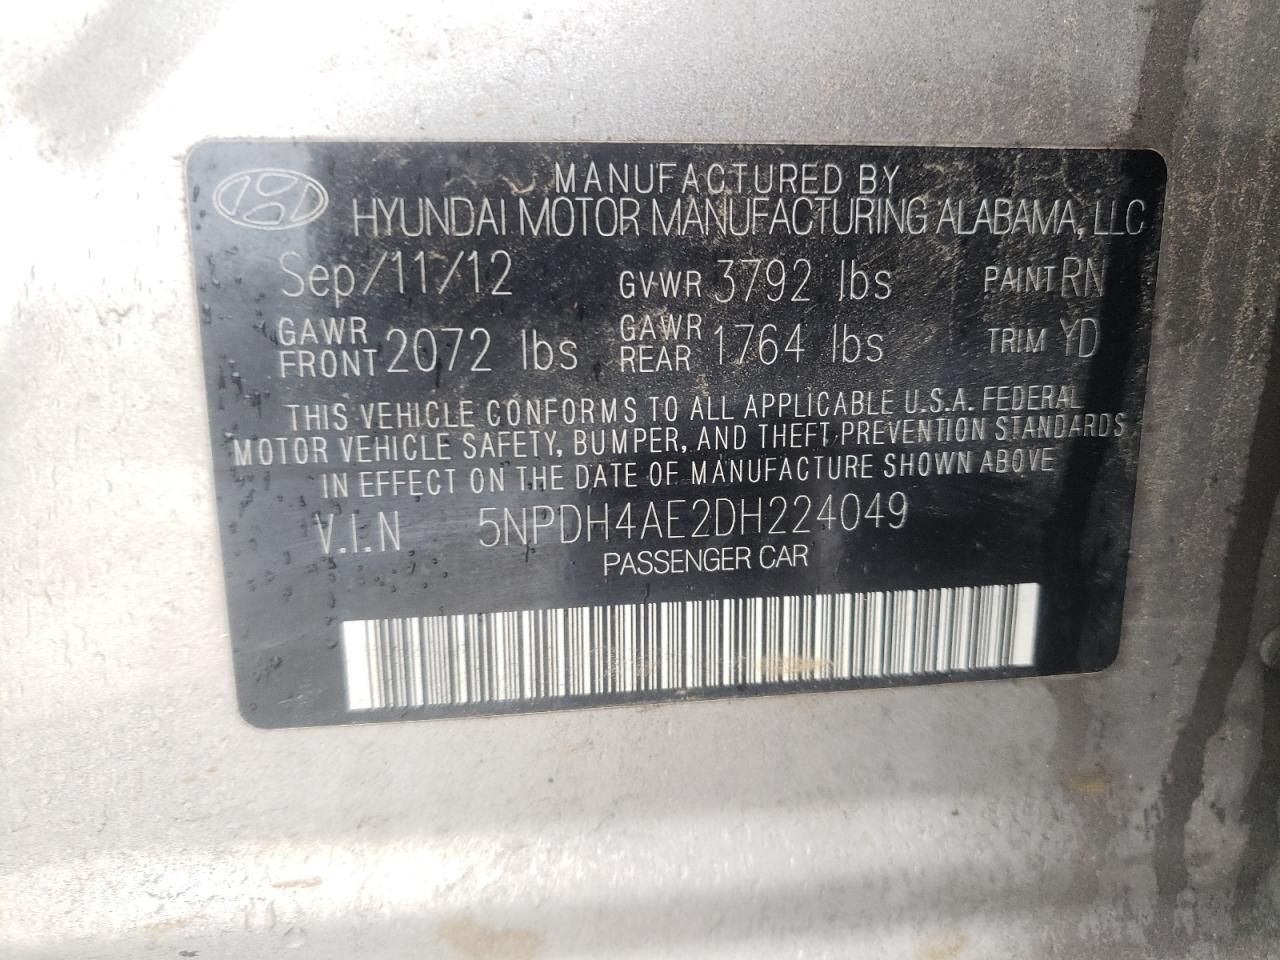 MANUFACTURED BY
HYUNDAI MOTOR MANUFACTURING ALABAMA, LLC
Sep/11/12 GVWR 3792 lbs PAINT RN
GAWR FRONT 2072 lbs GAWR REAR 1764 lbs TRIM YD
THIS VEHICLE CONFORMS TO ALL APPLICABLE U.S.A. FEDERAL
MOTOR VEHICLE SAFETY, BUMPER, AND THEFT PREVENTION STANDARDS
IN EFFECT ON THE DATE OF MANUFACTURE SHOWN ABOVE
V.I.N 5NPDH4AE2DH224049
PASSENGER CAR